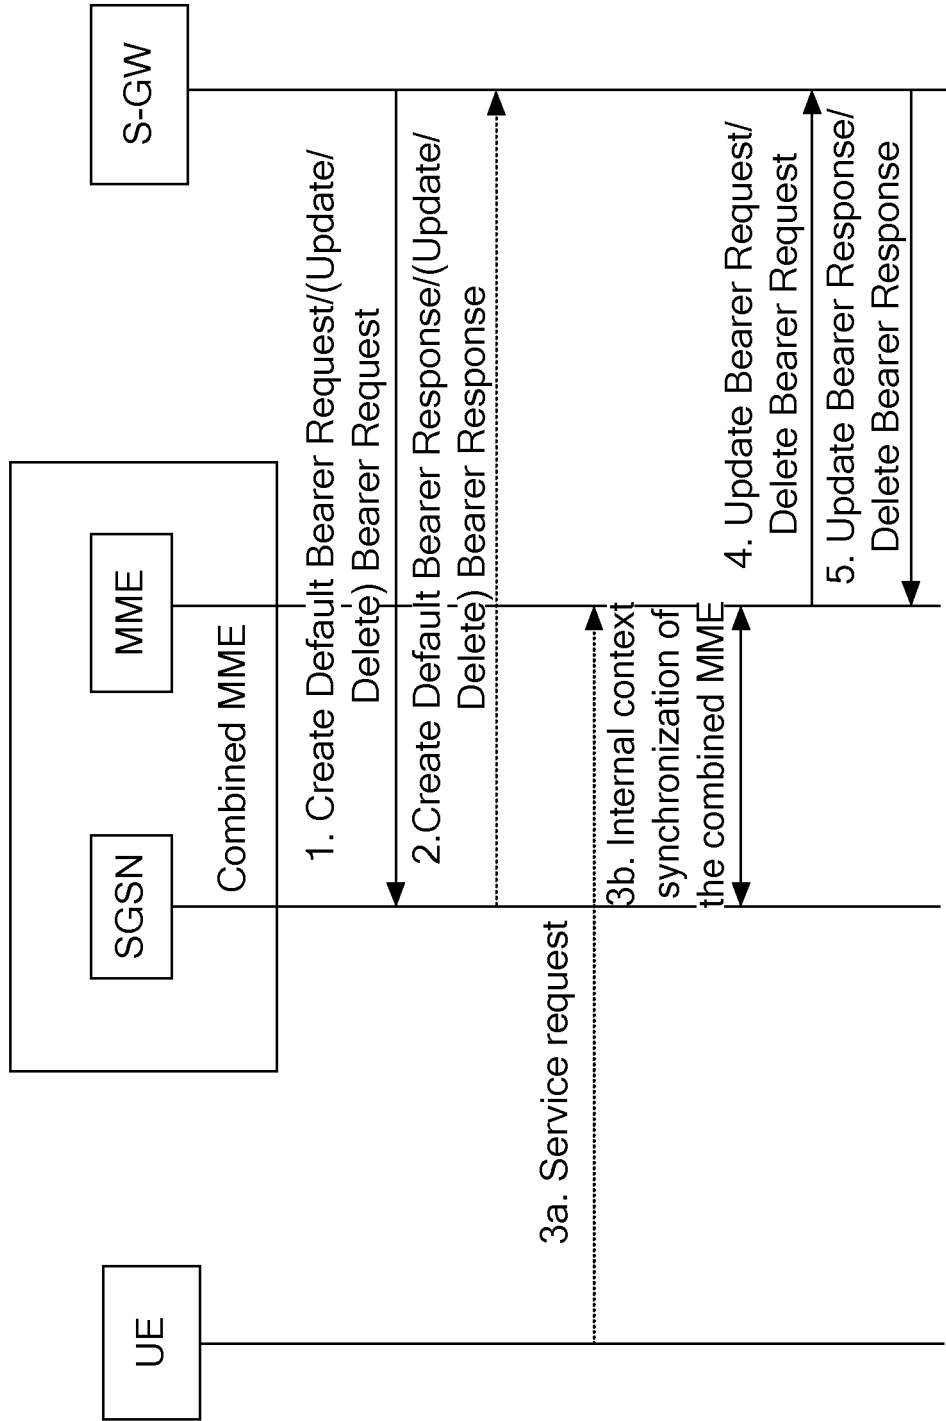 UE
SGSN
MME
S-GW
Combined MME
1. Create Default Bearer Request/(Update/
Delete) Bearer Request
2.Create Default Bearer Response/(Update/
Delete) Bearer Response
3a. Service request
3b. Internal context
synchronization of
the combined MME
4. Update Bearer Request/
Delete Bearer Request
5. Update Bearer Response/
Delete Bearer Response